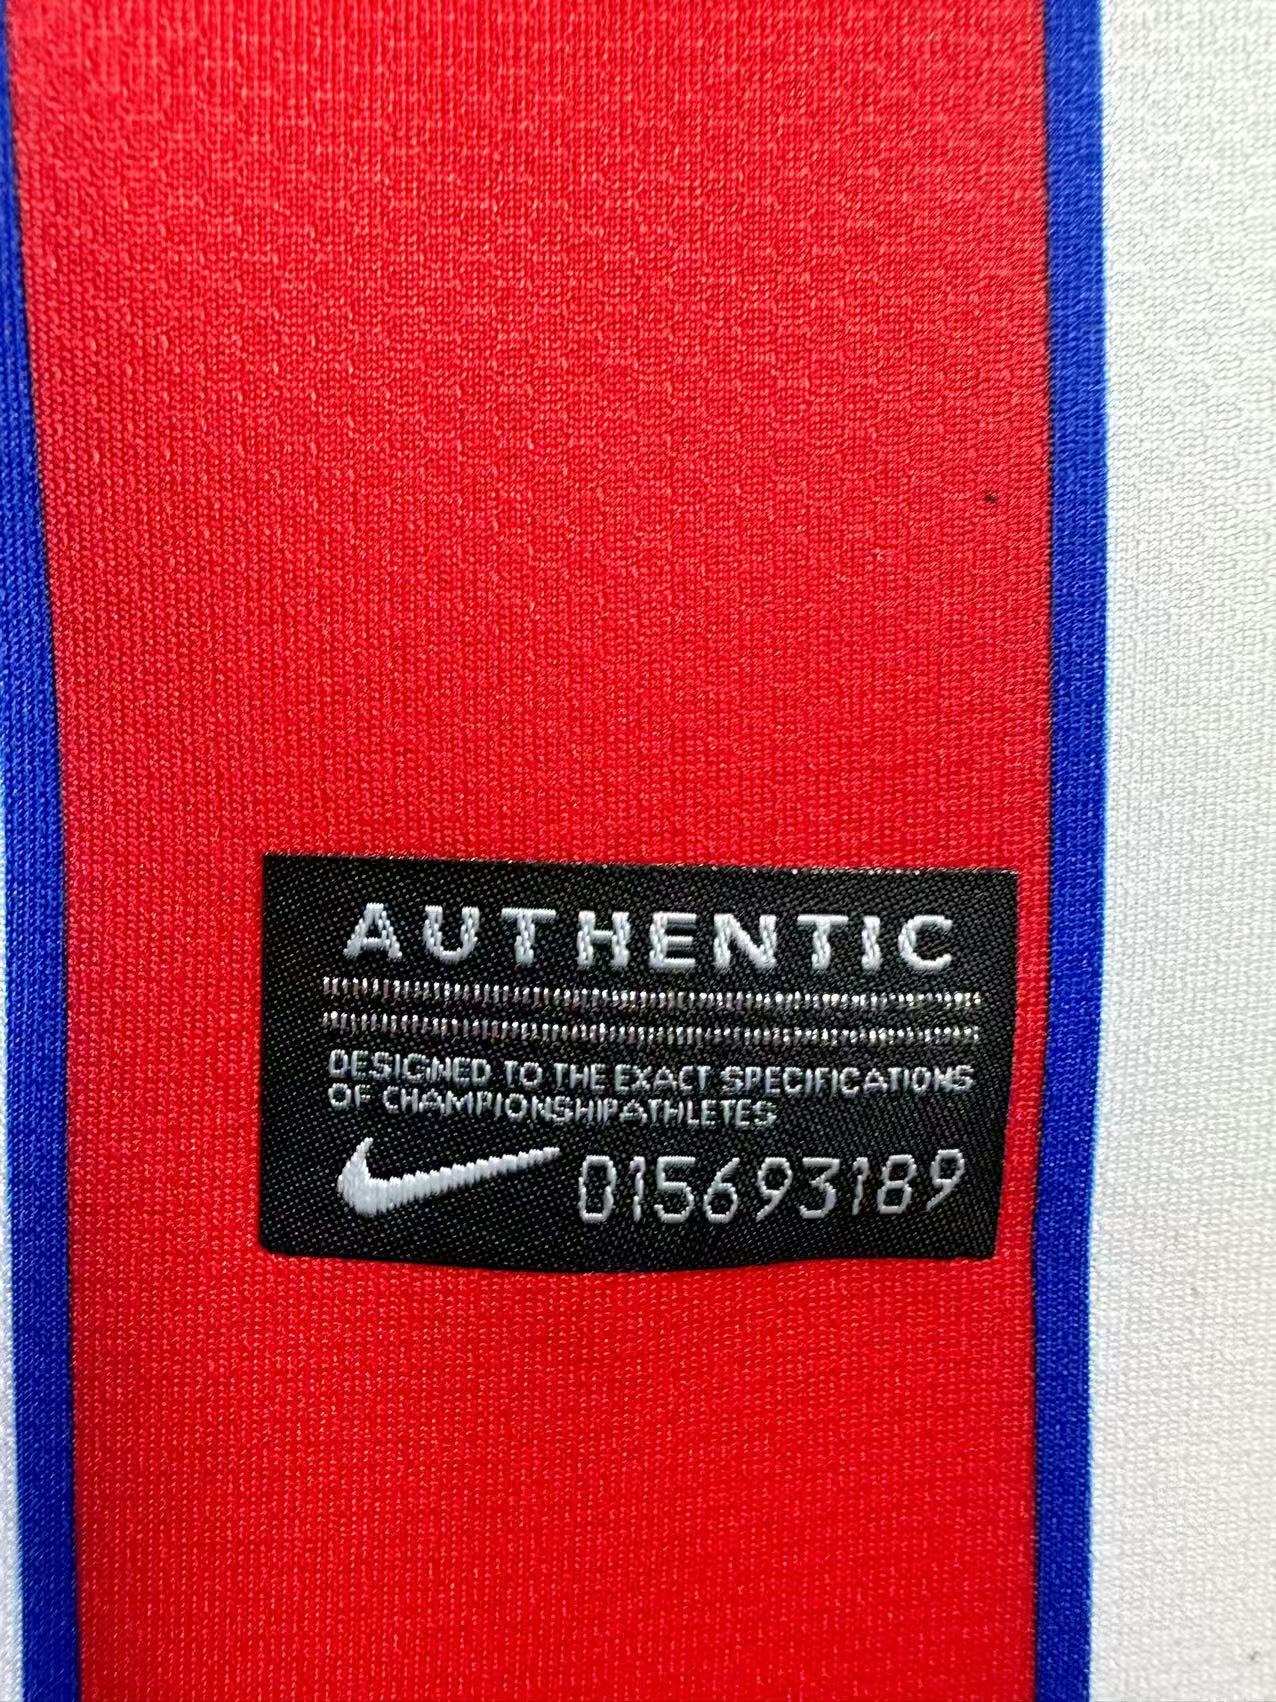 AUTHENTIC
DESIGNED TO THE EXACT SPECIFICATIONS
OF CHAMPIONSHIPATHLETES
015693189